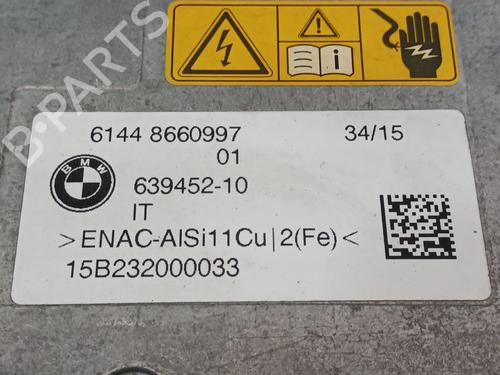 6144 8660997 34/15
01
BMW
639452-10
IT
>ENAC-AlSi11Cu|2(Fe)<
15B232000033
B-PARTS